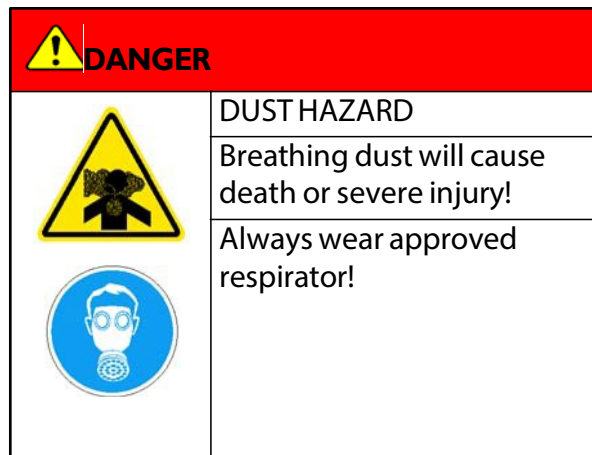 DANGER
DUST HAZARD
Breathing dust will cause
death or severe injury!
Always wear approved
respirator!